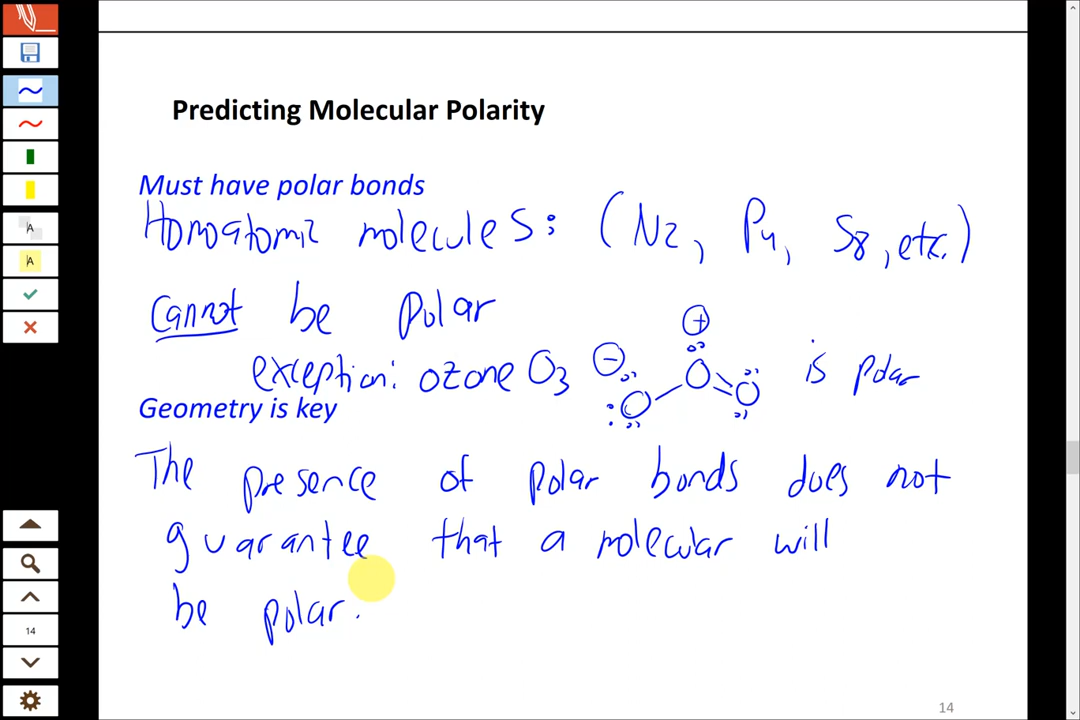 Predicting Molecular Polarity
Must have polar bonds
Homoatomic molecules: (N2, P4, S8, etc.)
Cannot be polar
exception: ozone O3 − O + O O is polar
Geometry is key
The presence of polar bonds does not
guarantee that a molecular will
be polar.
14
14